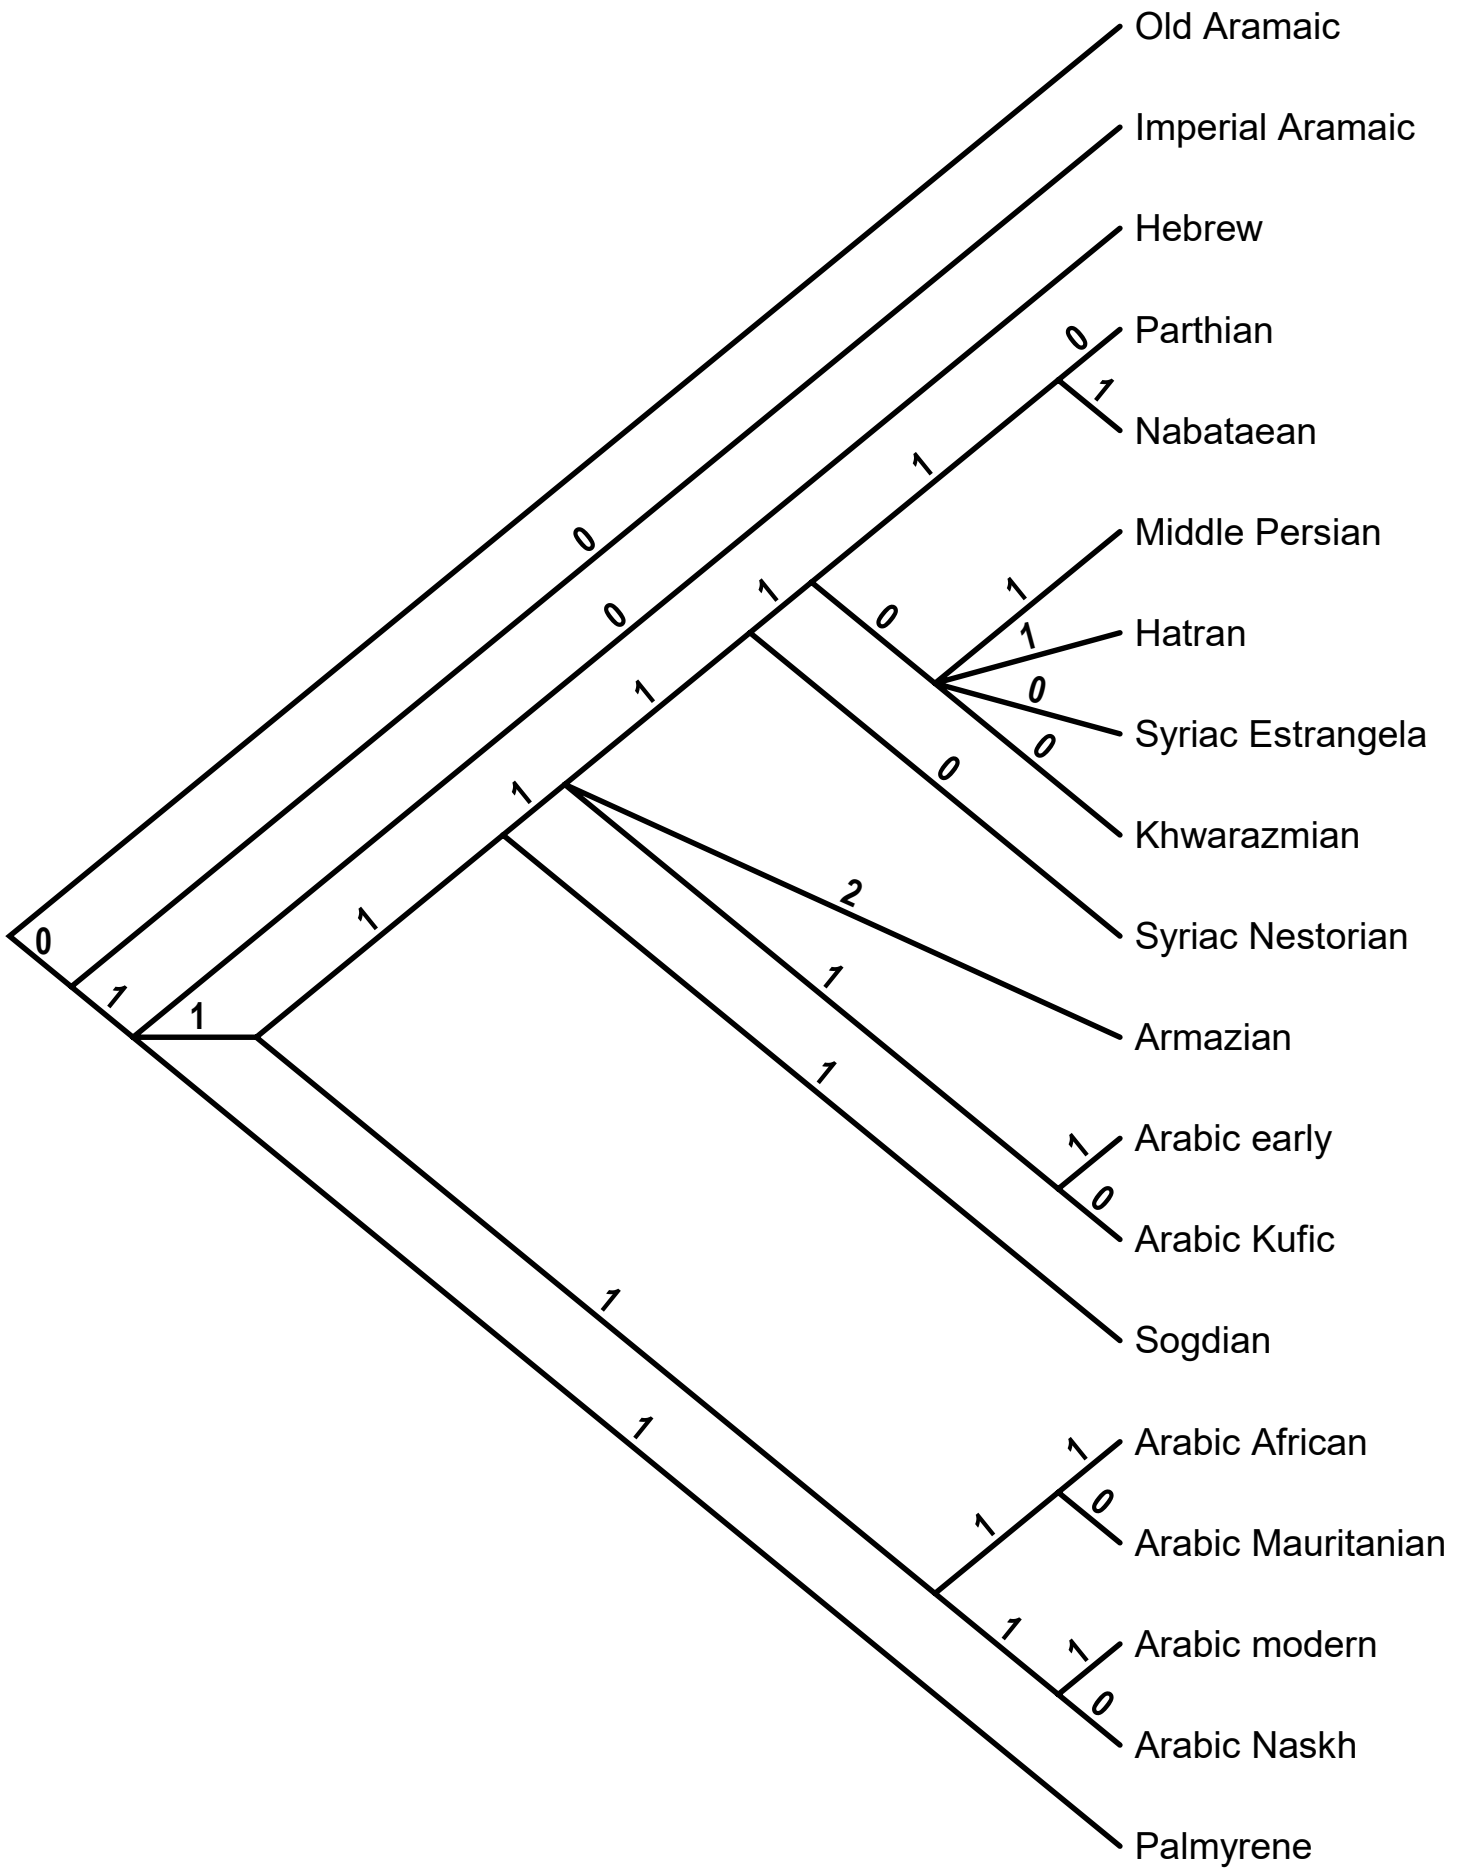 Old Aramaic
Imperial Aramaic
Hebrew
0
Parthian
1
Nabataean
1
Middle Persian
0
1
1
0
0
1
Hatran
0
1
Syriac Estrangela
0
0
1
Khwarazmian
2
1
0
Syriac Nestorian
1
1
1
Armazian
1
1
Arabic early
0
Arabic Kufic
1
Sogdian
1
1
Arabic African
0
1
Arabic Mauritanian
1
1
Arabic modern
0
Arabic Naskh
Palmyrene